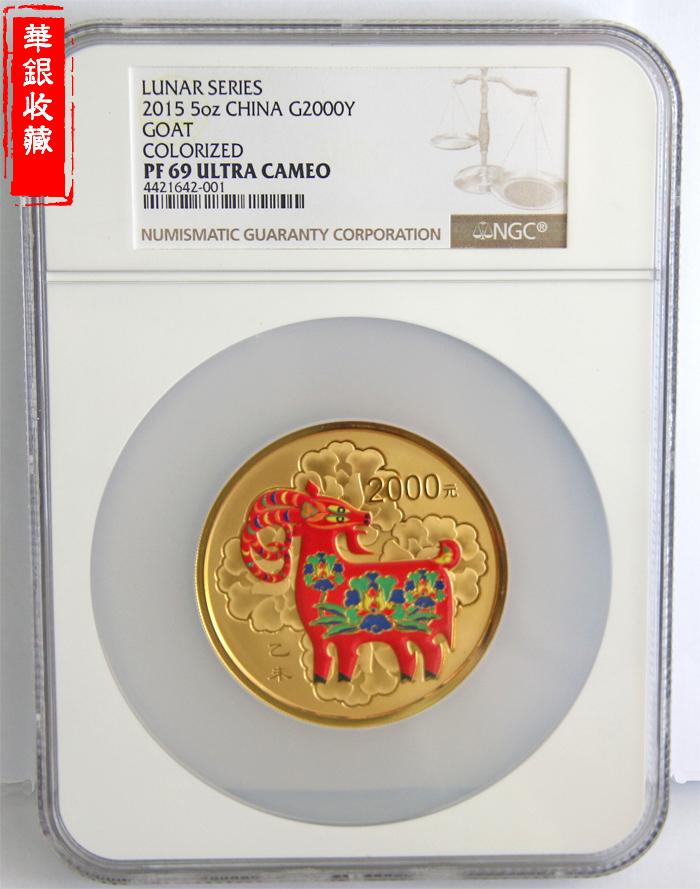 華銀收藏
LUNAR SERIES
2015 5oz CHINA G2000Y
GOAT
COLORIZED
PF 69 ULTRA CAMEO
4421642-001
NUMISMATIC GUARANTY CORPORATION
NGC®
2000元
乙未